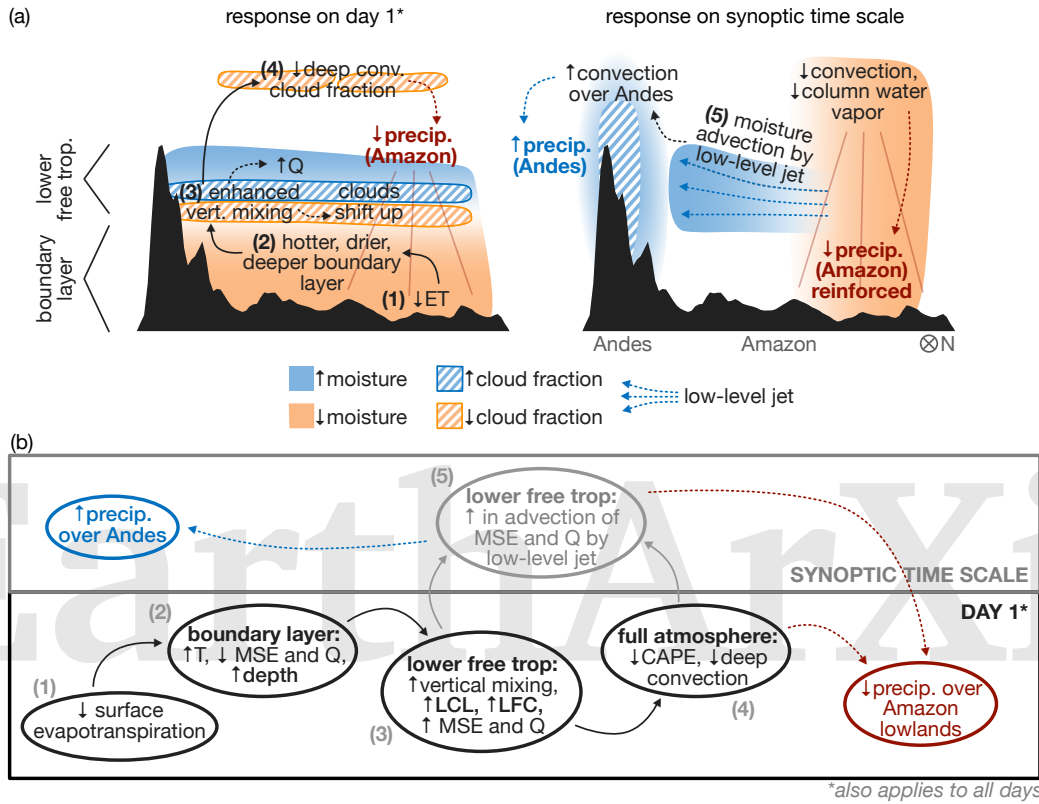 (a)
response on day 1*
response on synoptic time scale
lower
free trop.
boundary
layer
(4) ↓deep conv.
cloud fraction
↓precip.
(Amazon)
↑Q
(3) enhanced
vert. mixing
clouds
shift up
(2) hotter, drier,
deeper boundary
layer
(1) ↓ET
↑convection
over Andes
↑precip.
(Andes)
(5) moisture
advection by
low-level jet
↓convection,
↓column water
vapor
↓precip.
(Amazon)
reinforced
Andes
Amazon
⊗N
↑moisture
↑cloud fraction
low-level jet
↓moisture
↓cloud fraction
(b)
EarthArXi
(5)
lower free trop:
↑ in advection of
MSE and Q by
low-level jet
↑precip.
over Andes
SYNOPTIC TIME SCALE
DAY 1*
(1)
↓ surface
evapotranspiration
(2)
boundary layer:
↑T, ↓ MSE and Q,
↑depth
(3)
lower free trop:
↑vertical mixing,
↑LCL, ↑LFC,
↑ MSE and Q
full atmosphere:
↓CAPE, ↓deep
convection
(4)
↓precip. over
Amazon
lowlands
*also applies to all days